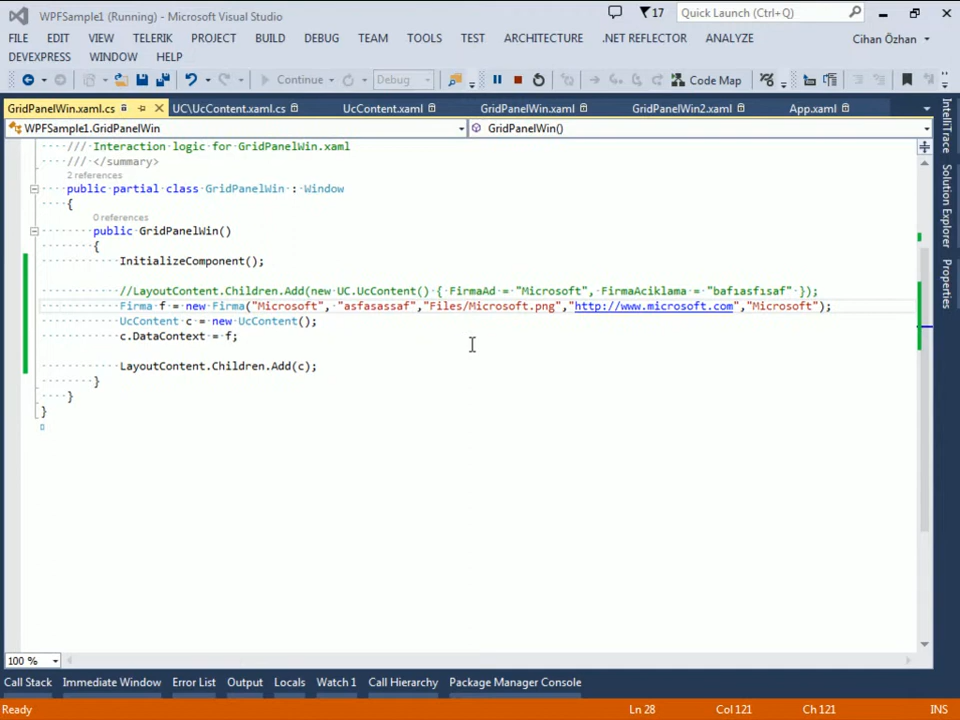 WPFSample1 (Running) - Microsoft Visual Studio
17
Quick Launch (Ctrl+Q)
FILE EDIT VIEW TELERIK PROJECT BUILD DEBUG TEAM TOOLS TEST ARCHITECTURE .NET REFLECTOR ANALYZE
Cihan Özhan
DEVEXPRESS WINDOW HELP
Continue Debug Code Map
GridPanelWin.xaml.cs UC\UcContent.xaml.cs UcContent.xaml GridPanelWin.xaml GridPanelWin2.xaml App.xaml
WPFSample1.GridPanelWin GridPanelWin()
/// Interaction logic for GridPanelWin.xaml
/// </summary>
2 references
public partial class GridPanelWin : Window
{
0 references
public GridPanelWin()
{
InitializeComponent();
//LayoutContent.Children.Add(new UC.UcContent() { FirmaAd = "Microsoft", FirmaAciklama = "bafıasfısaf" });
Firma f = new Firma("Microsoft", "asfasassaf","Files/Microsoft.png","http://www.microsoft.com","Microsoft");
UcContent c = new UcContent();
c.DataContext = f;
LayoutContent.Children.Add(c);
}
}
}
IntelliTrace
Solution Explorer
Properties
100 %
Call Stack Immediate Window Error List Output Locals Watch 1 Call Hierarchy Package Manager Console
Ready Ln 28 Col 121 Ch 121 INS